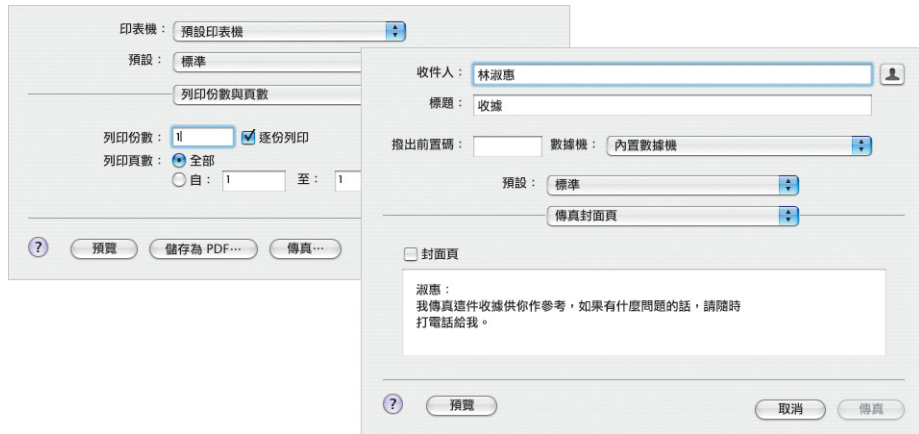 印表機： 預設印表機
預設： 標準
列印份數與頁數
列印份數： 1 逐份列印
列印頁數： 全部
自： 1 至： 1
? 預覽 儲存為 PDF… 傳真…
收件人： 林淑惠
標題： 收據
撥出前置碼： 數據機： 內置數據機
預設： 標準
傳真封面頁
封面頁
淑惠：
我傳真這件收據供你作參考，如果有什麼問題的話，請隨時
打電話給我。
? 預覽 取消 傳真